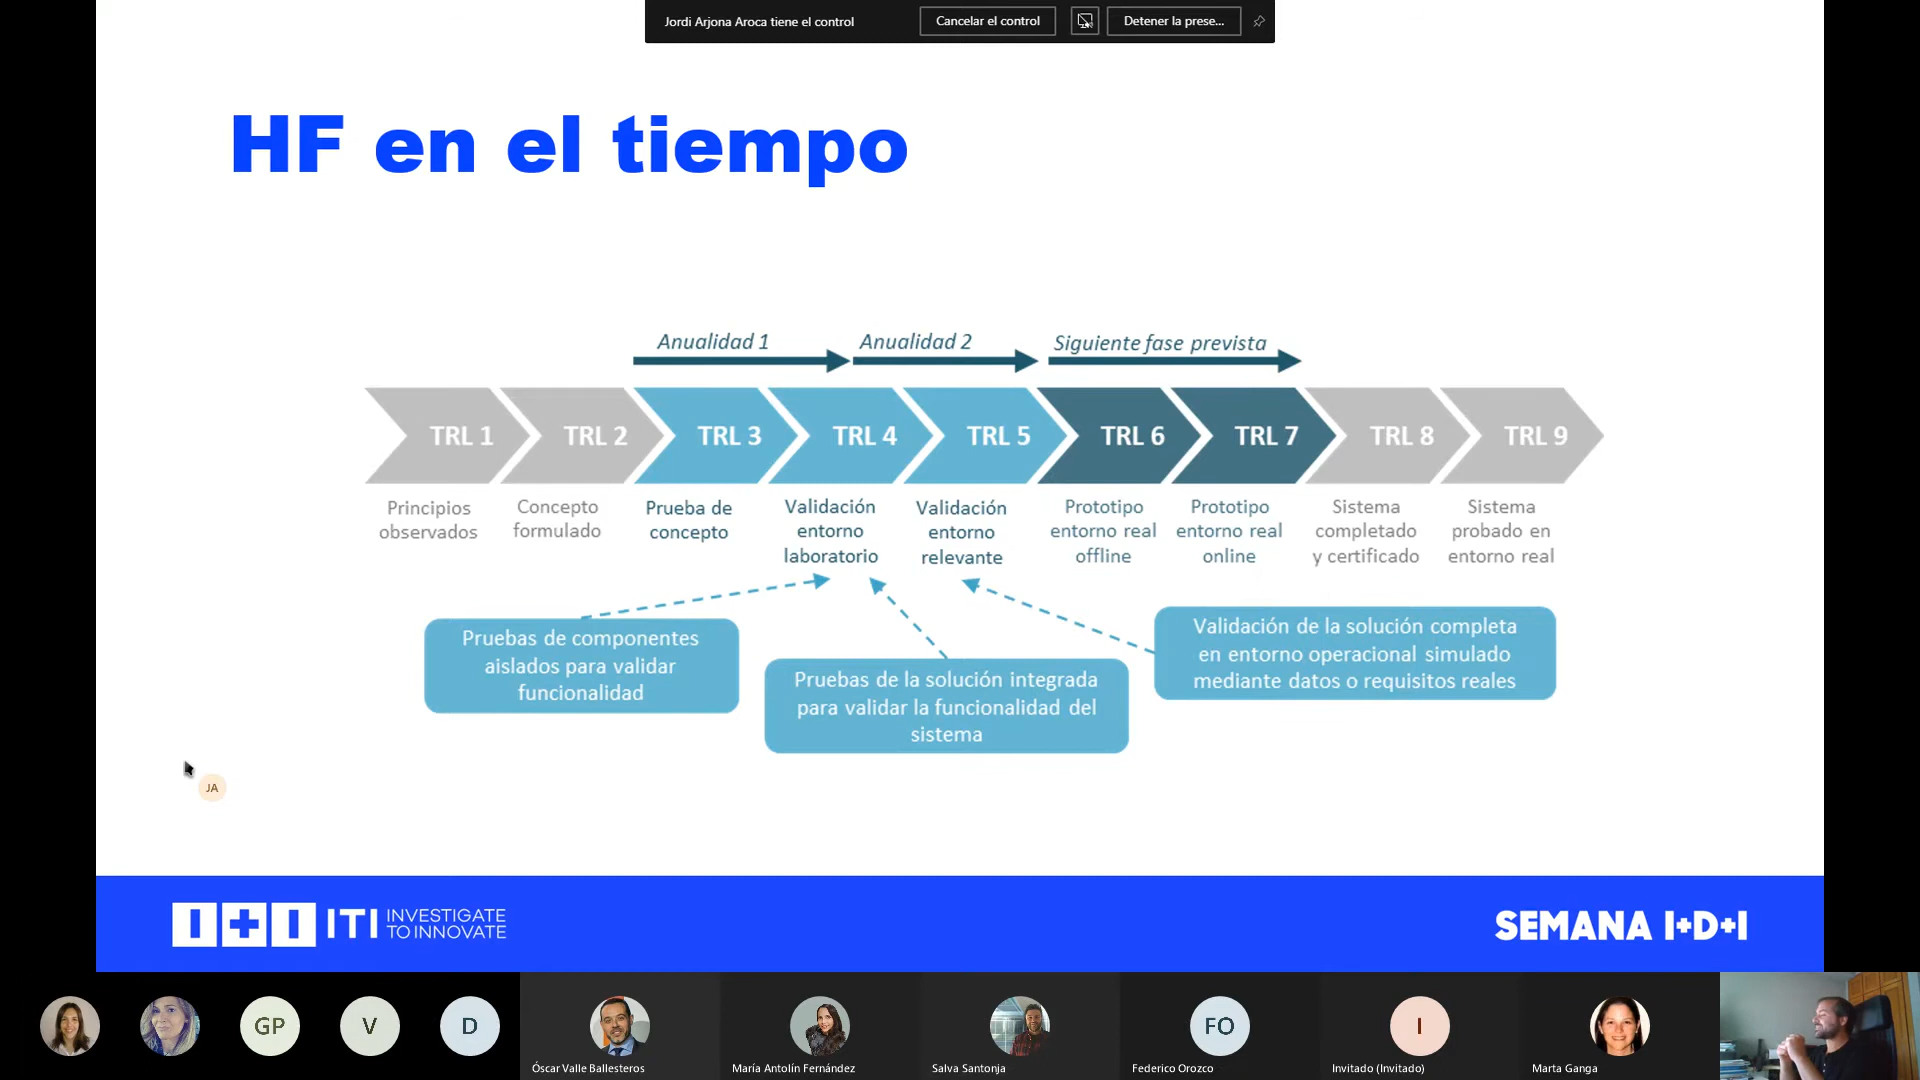 Jordi Arjona Aroca tiene el control
Cancelar el control
Detener la prese...
HF en el tiempo
Anualidad 1
Anualidad 2
Siguiente fase prevista
TRL 1
TRL 2
TRL 3
TRL 4
TRL 5
TRL 6
TRL 7
TRL 8
TRL 9
Principios
observados
Concepto
formulado
Prueba de
concepto
Validación
entorno
laboratorio
Validación
entorno
relevante
Prototipo
entorno real
offline
Prototipo
entorno real
online
Sistema
completado
y certificado
Sistema
probado en
entorno real
Pruebas de componentes
aislados para validar
funcionalidad
Pruebas de la solución integrada
para validar la funcionalidad del
sistema
Validación de la solución completa
en entorno operacional simulado
mediante datos o requisitos reales
JA
I+I ITI INVESTIGATE
TO INNOVATE
SEMANA I+D+I
GP
V
D
FO
I
Óscar Valle Ballesteros
María Antolín Fernández
Salva Santonja
Federico Orozco
Invitado (Invitado)
Marta Ganga